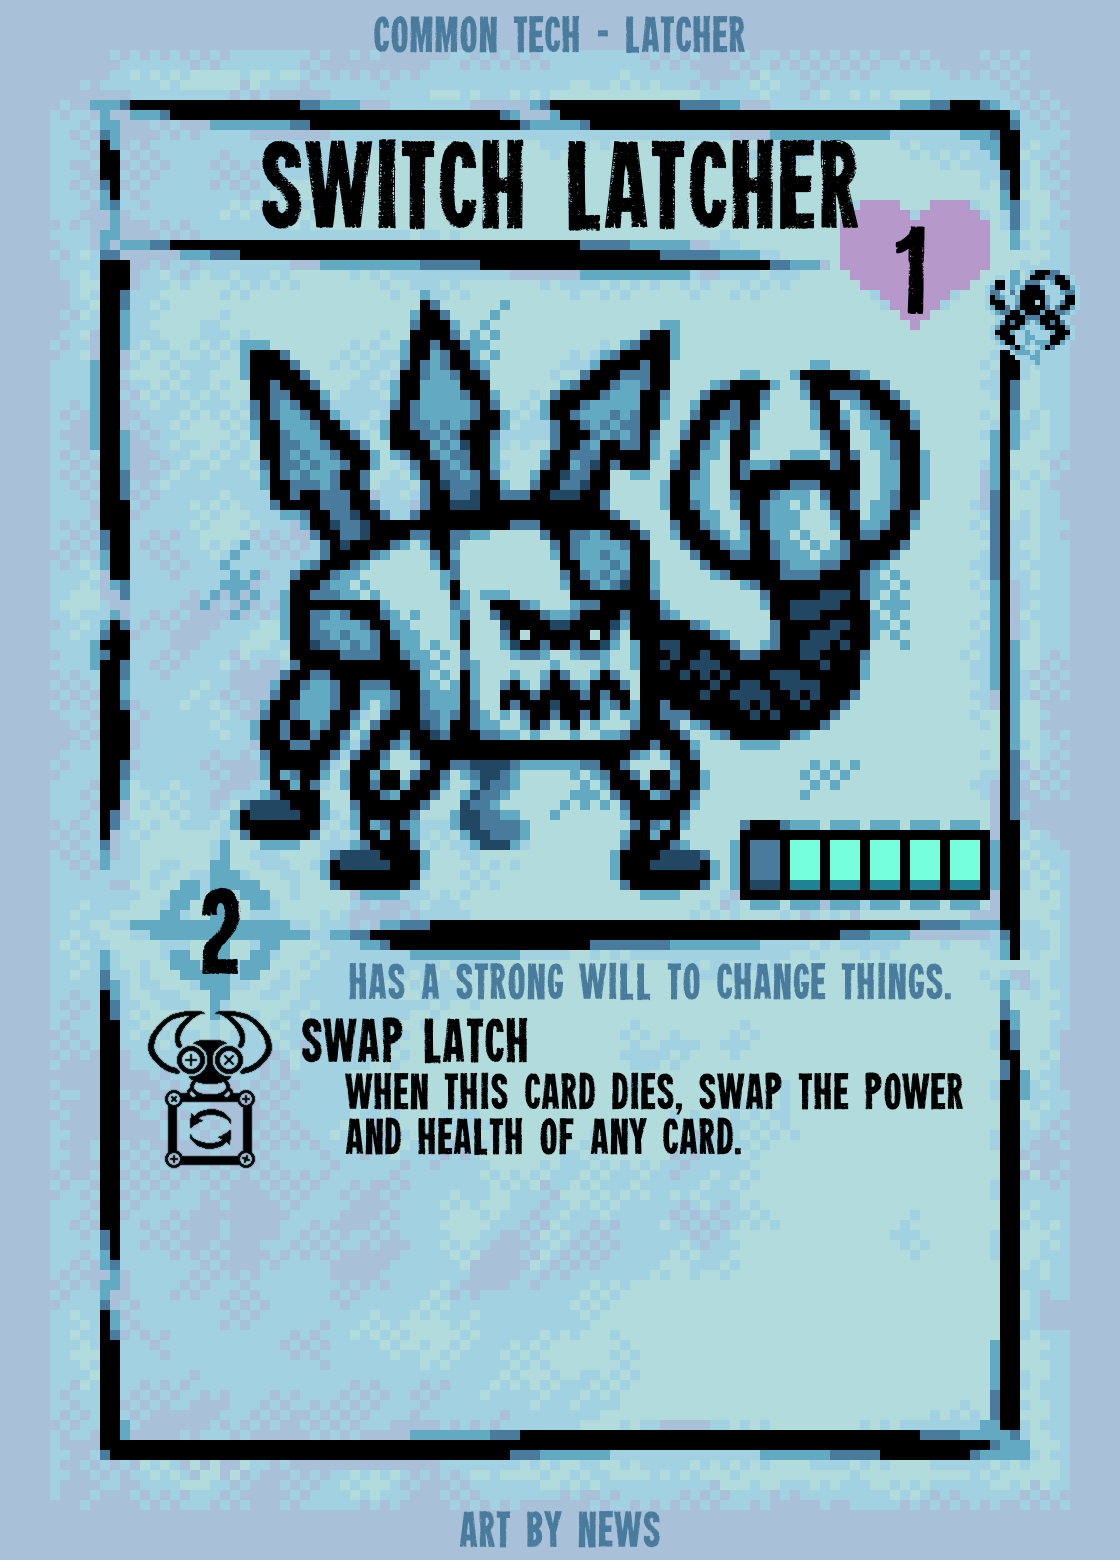 COMMON TECH - LATCHER
SWITCH LATCHER
1
2
HAS A STRONG WILL TO CHANGE THINGS.
SWAP LATCH
WHEN THIS CARD DIES, SWAP THE POWER
AND HEALTH OF ANY CARD.
ART BY NEWS